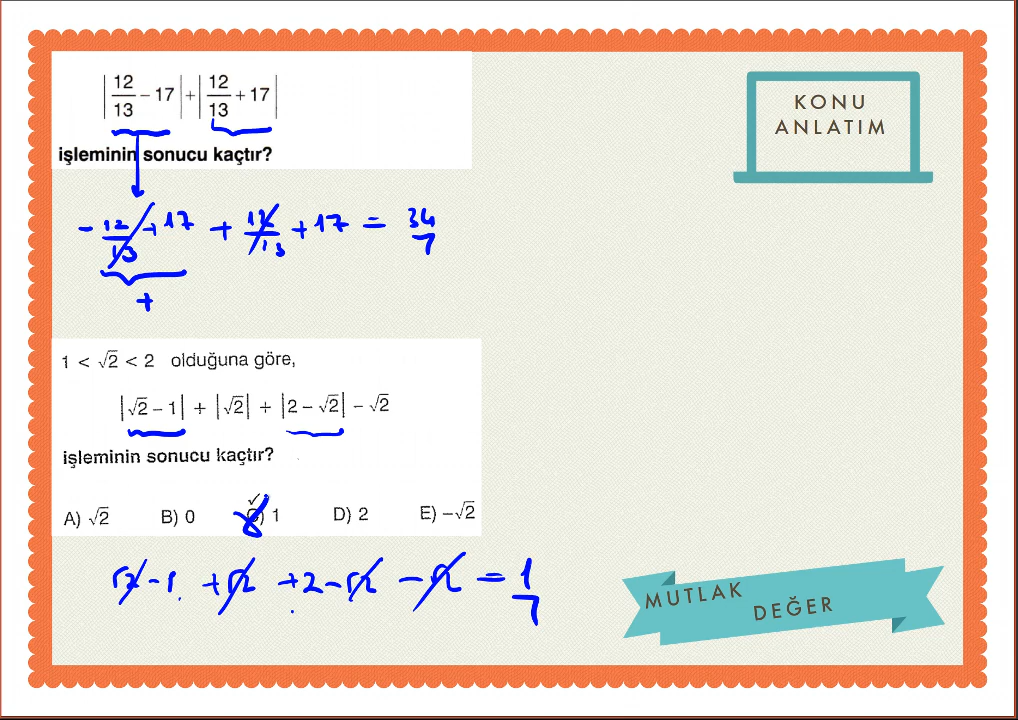 |12/13 − 17| + |12/13 + 17|
işleminin sonucu kaçtır?
− 12/13 + 17 + 12/13 + 17 = 34
+
1 < √2 < 2 olduğuna göre,
|√2 − 1| + |√2| + |2 − √2| − √2
işleminin sonucu kaçtır?
A) √2 B) 0 C) 1 D) 2 E) −√2
√2 − 1 + √2 + 2 − √2 − √2 = 1
KONU
ANLATIM
MUTLAK
DEĞER